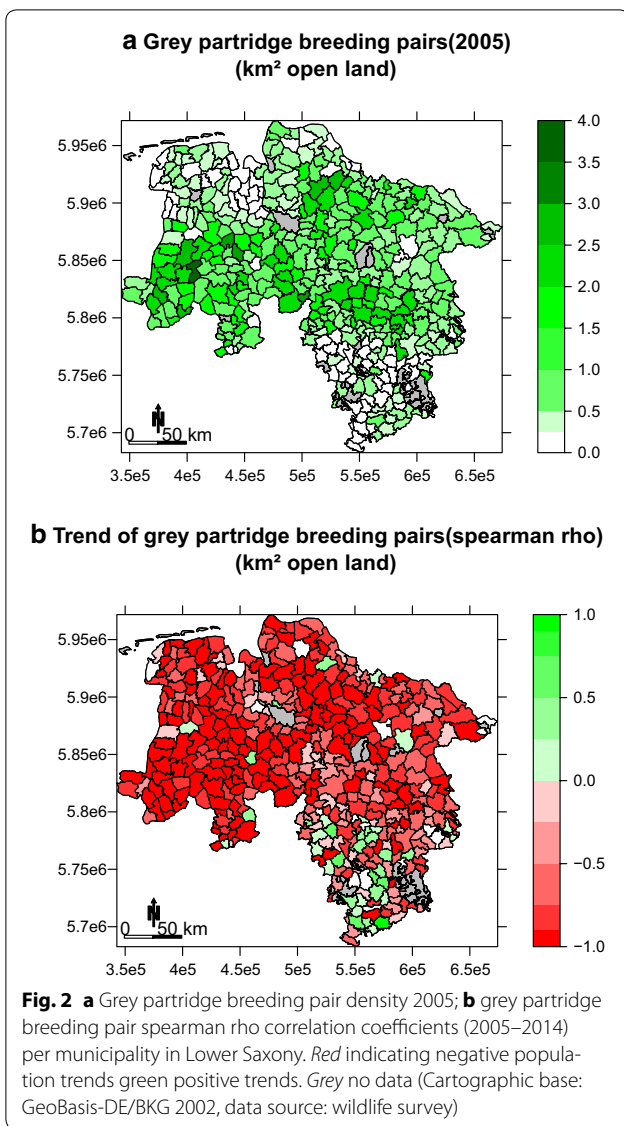 a Grey partridge breeding pairs(2005)
(km² open land)
5.95e6
5.9e6
5.85e6
5.8e6
5.75e6
5.7e6
N
0 50 km
3.5e5 4e5 4.5e5 5e5 5.5e5 6e5 6.5e5
4.0
3.5
3.0
2.5
2.0
1.5
1.0
0.5
0.0
b Trend of grey partridge breeding pairs(spearman rho)
(km² open land)
5.95e6
5.9e6
5.85e6
5.8e6
5.75e6
5.7e6
N
0 50 km
3.5e5 4e5 4.5e5 5e5 5.5e5 6e5 6.5e5
1.0
0.5
0.0
−0.5
−1.0
Fig. 2 a Grey partridge breeding pair density 2005; b grey partridge
breeding pair spearman rho correlation coefficients (2005–2014)
per municipality in Lower Saxony. Red indicating negative popula-
tion trends green positive trends. Grey no data (Cartographic base:
GeoBasis-DE/BKG 2002, data source: wildlife survey)